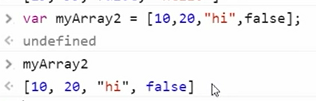 > var myArray2 = [10,20,"hi",false];
< undefined
> myArray2
< [10, 20, "hi", false]